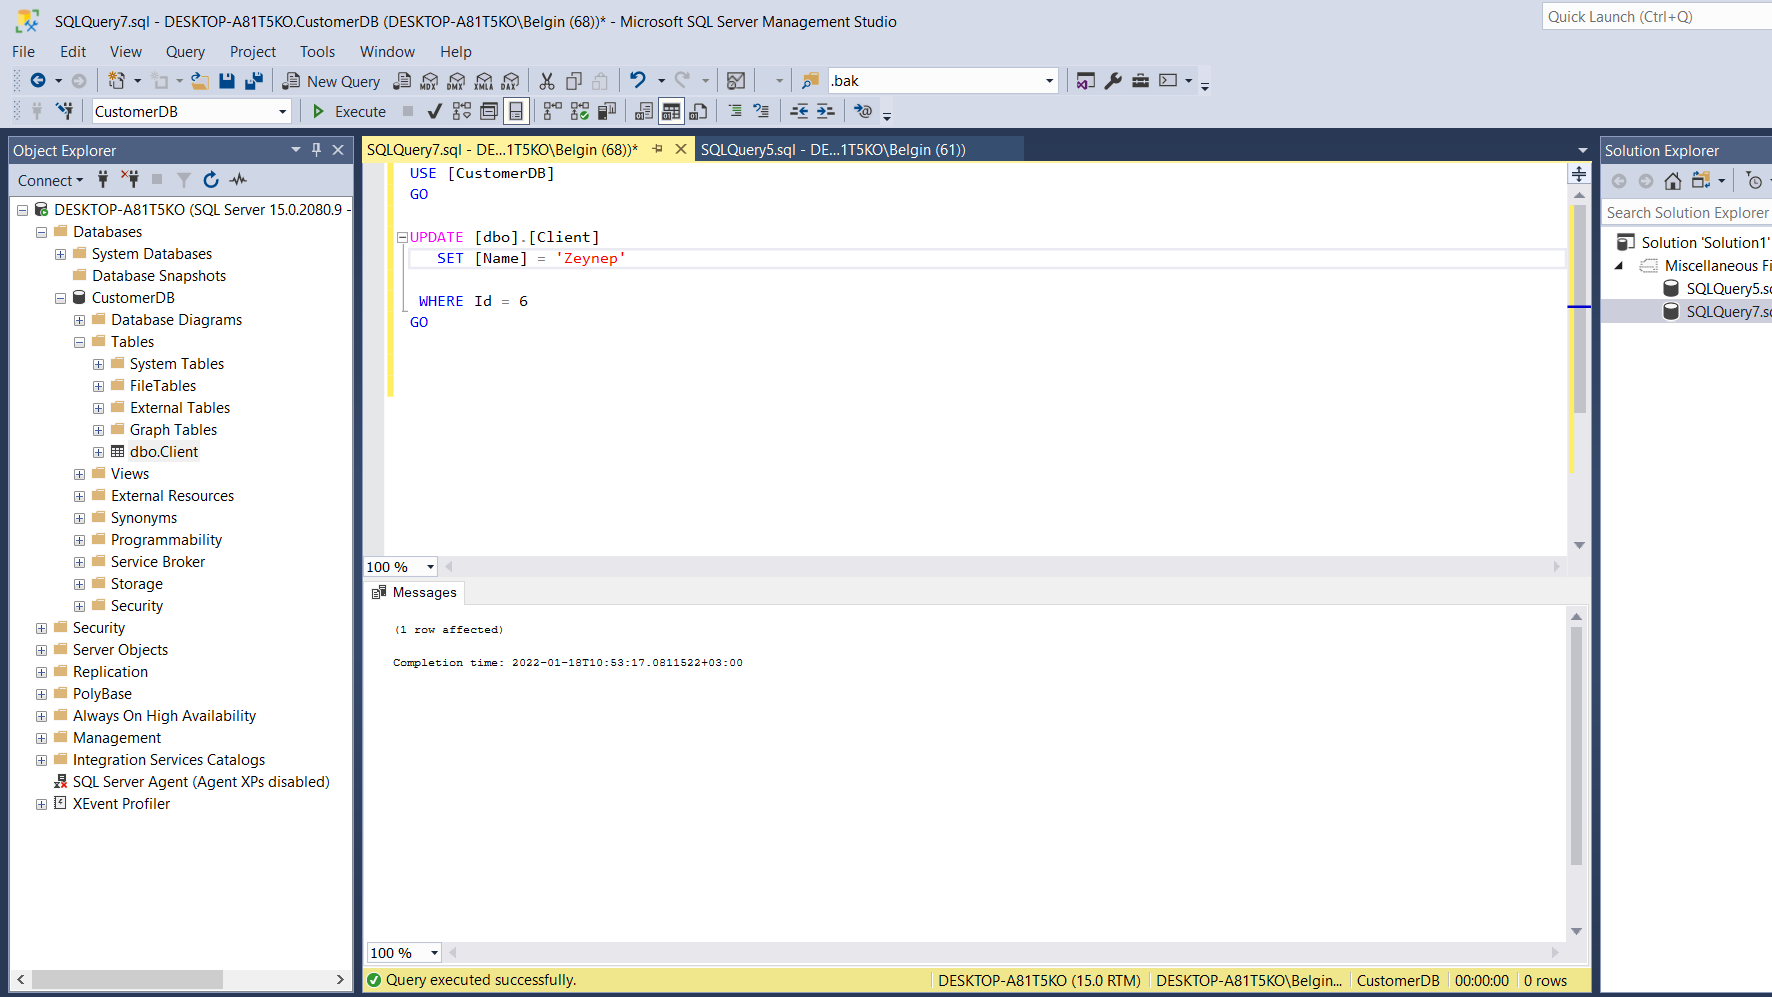 SQLQuery7.sql - DESKTOP-A81T5KO.CustomerDB (DESKTOP-A81T5KO\Belgin (68))* - Microsoft SQL Server Management Studio
Quick Launch (Ctrl+Q)
File Edit View Query Project Tools Window Help
New Query MDX DMX XMLA DAX .bak
CustomerDB Execute
Object Explorer
Connect
DESKTOP-A81T5KO (SQL Server 15.0.2080.9 -
Databases
System Databases
Database Snapshots
CustomerDB
Database Diagrams
Tables
System Tables
FileTables
External Tables
Graph Tables
dbo.Client
Views
External Resources
Synonyms
Programmability
Service Broker
Storage
Security
Security
Server Objects
Replication
PolyBase
Always On High Availability
Management
Integration Services Catalogs
SQL Server Agent (Agent XPs disabled)
XEvent Profiler
SQLQuery7.sql - DE...1T5KO\Belgin (68))* SQLQuery5.sql - DE...1T5KO\Belgin (61))
USE [CustomerDB]
GO
UPDATE [dbo].[Client]
SET [Name] = 'Zeynep'
WHERE Id = 6
GO
100 %
Messages
(1 row affected)
Completion time: 2022-01-18T10:53:17.0811522+03:00
100 %
Query executed successfully. DESKTOP-A81T5KO (15.0 RTM) DESKTOP-A81T5KO\Belgin... CustomerDB 00:00:00 0 rows
Solution Explorer
Search Solution Explorer
Solution 'Solution1'
Miscellaneous Fi
SQLQuery5.sc
SQLQuery7.sc